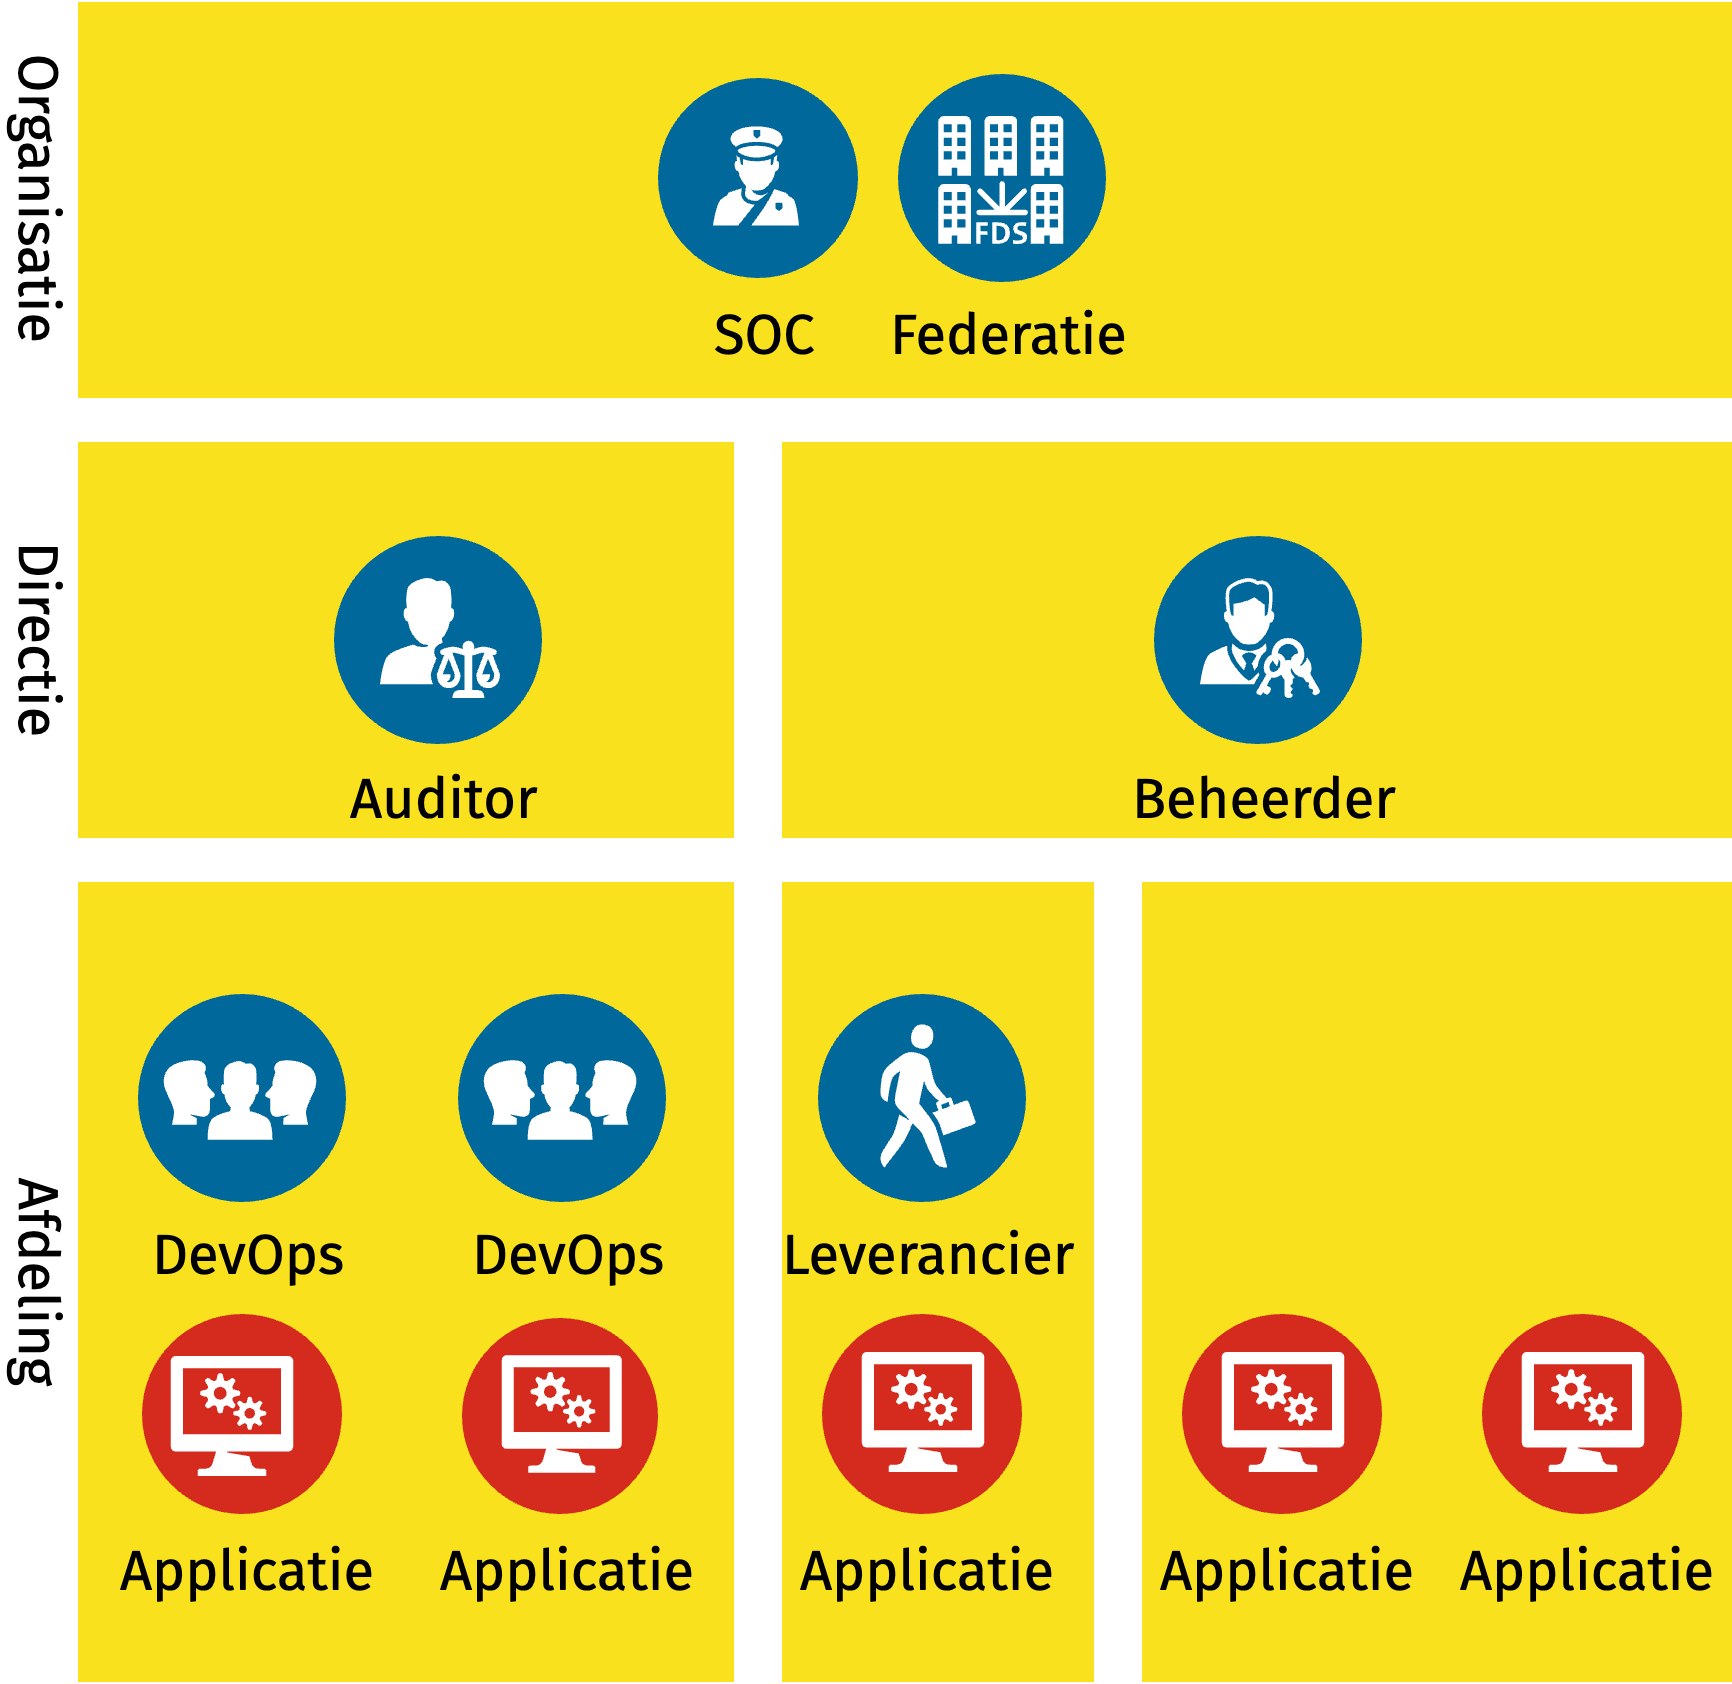 Organisatie
FDS
SOC
Federatie
Directie
Auditor
Beheerder
Afdeling
DevOps
DevOps
Leverancier
Applicatie
Applicatie
Applicatie
Applicatie
Applicatie